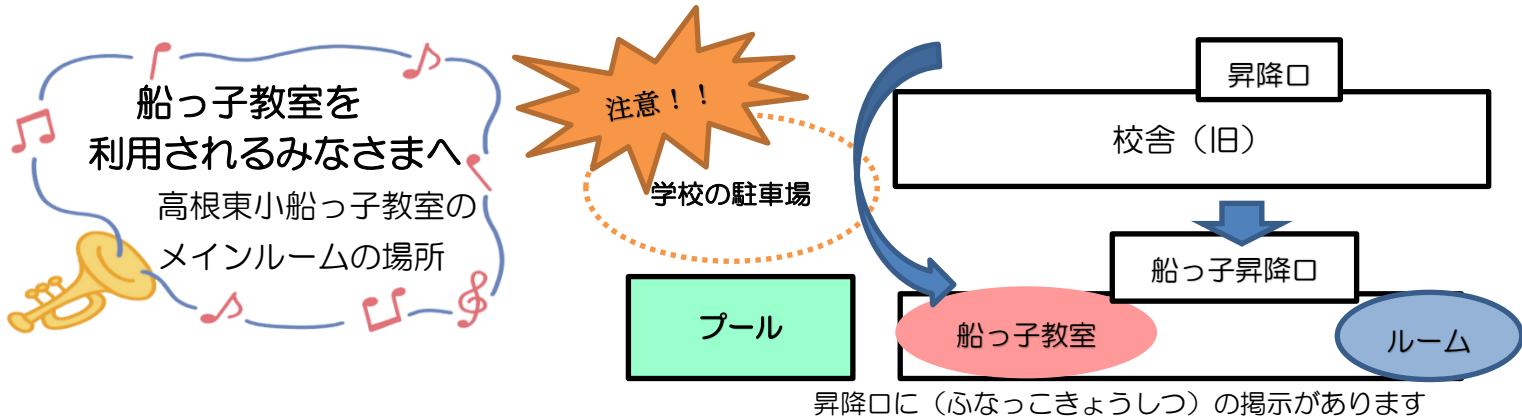 船っ子教室を
利用されるみなさまへ
高根東小船っ子教室の
メインルームの場所
注意！！
学校の駐車場
昇降口
校舎（旧）
船っ子昇降口
プール
船っ子教室
ルーム
昇降口に（ふなっこきょうしつ）の掲示があります